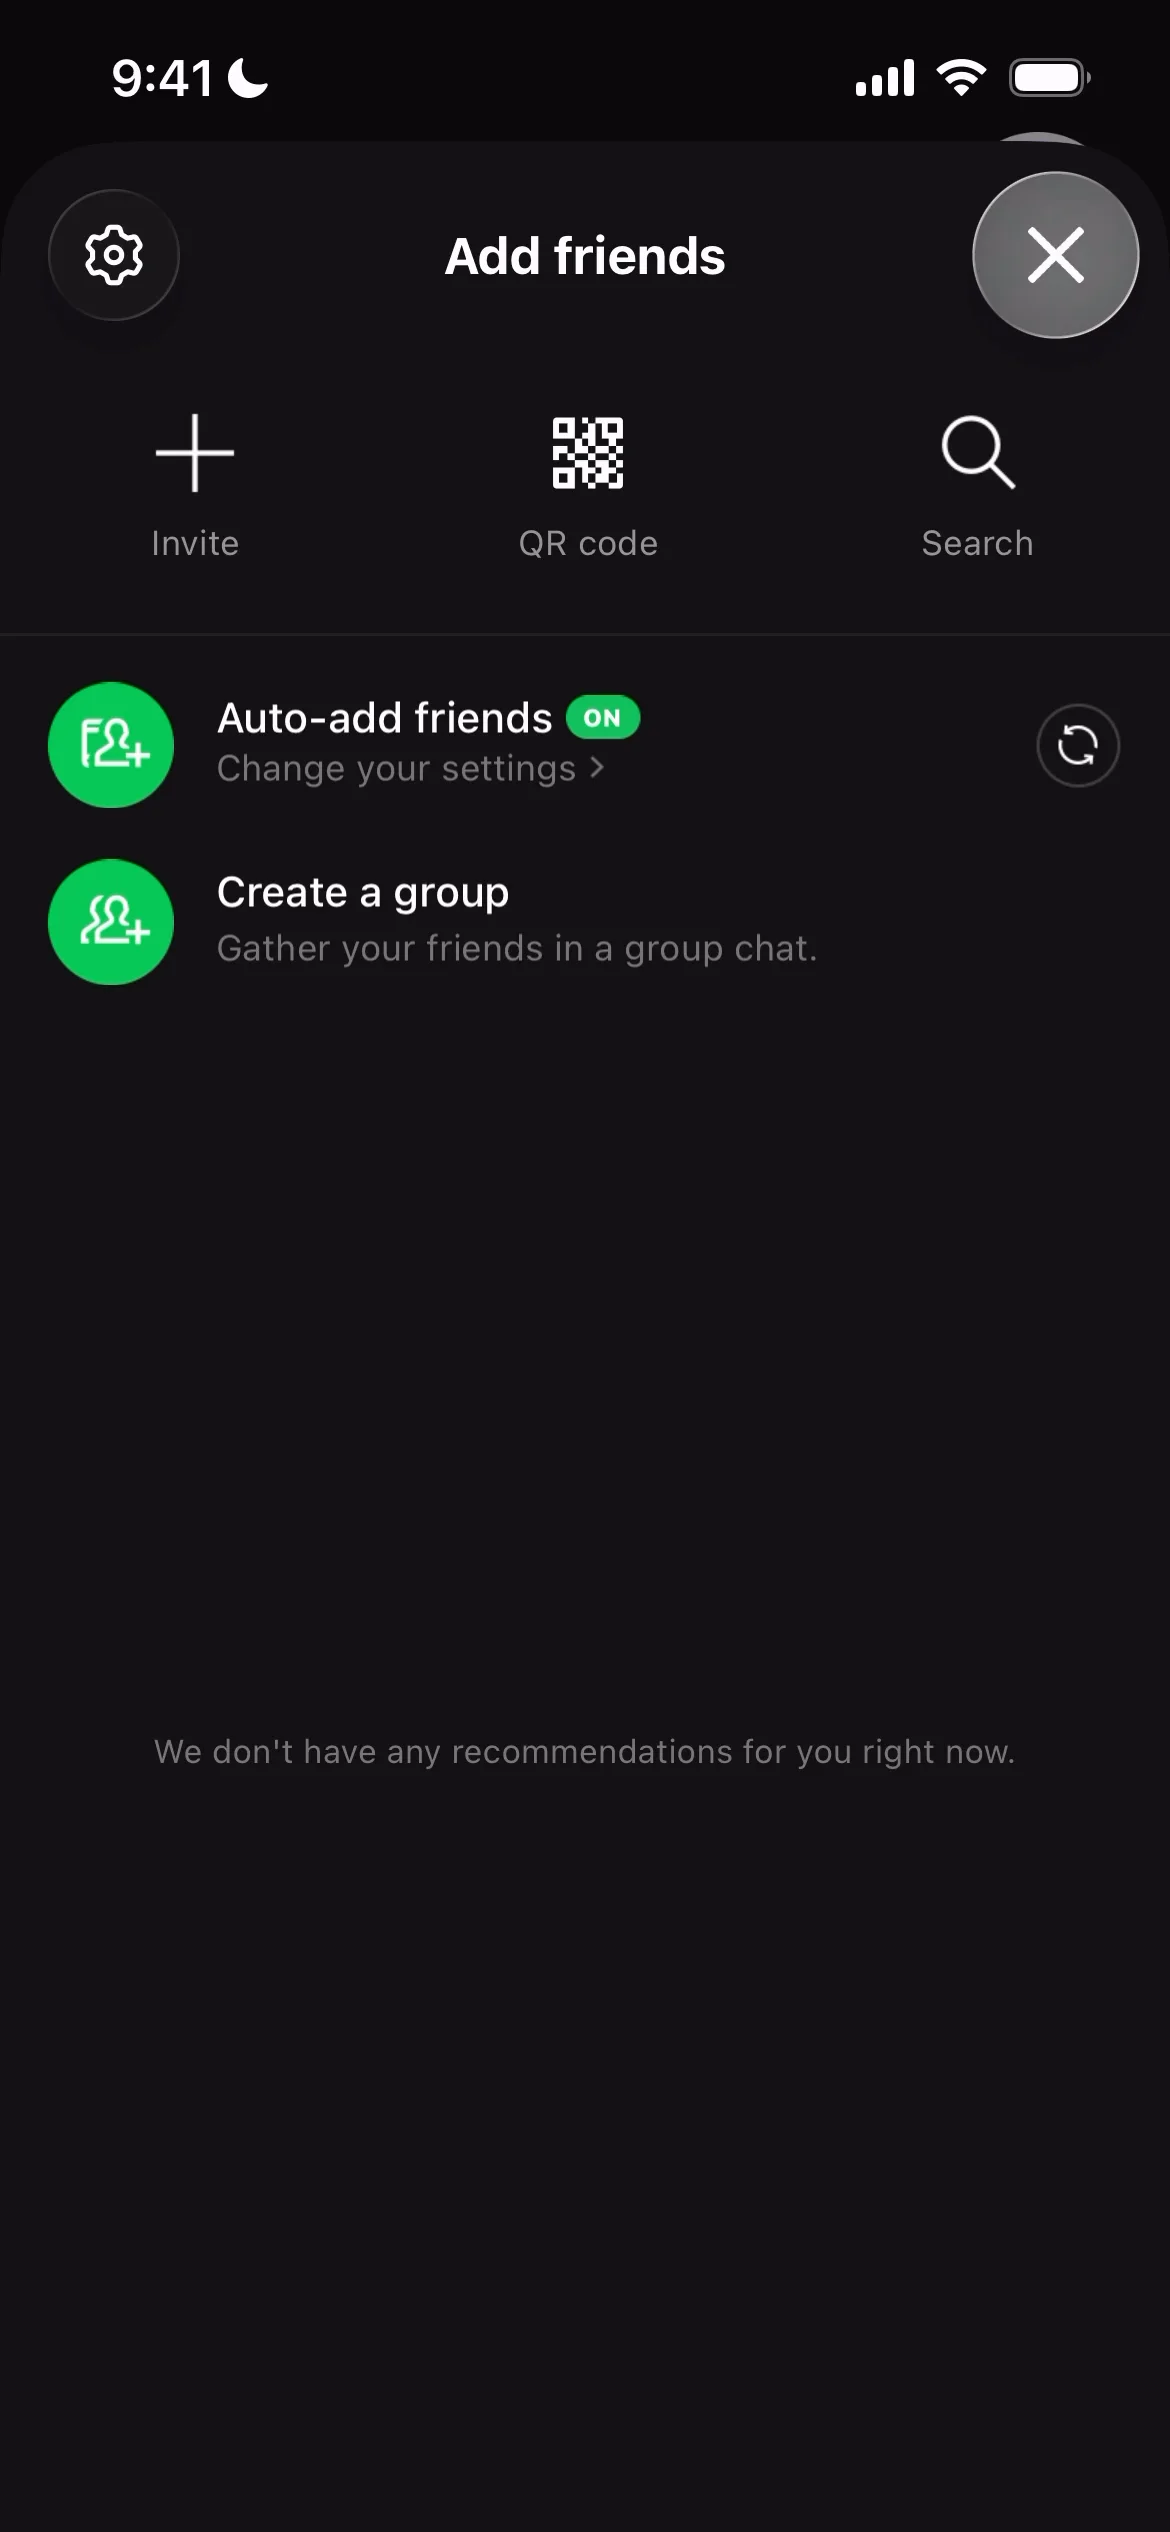 9:41
Add friends
Invite
QR code
Search
Auto-add friends ON
Change your settings >
Create a group
Gather your friends in a group chat.
We don't have any recommendations for you right now.